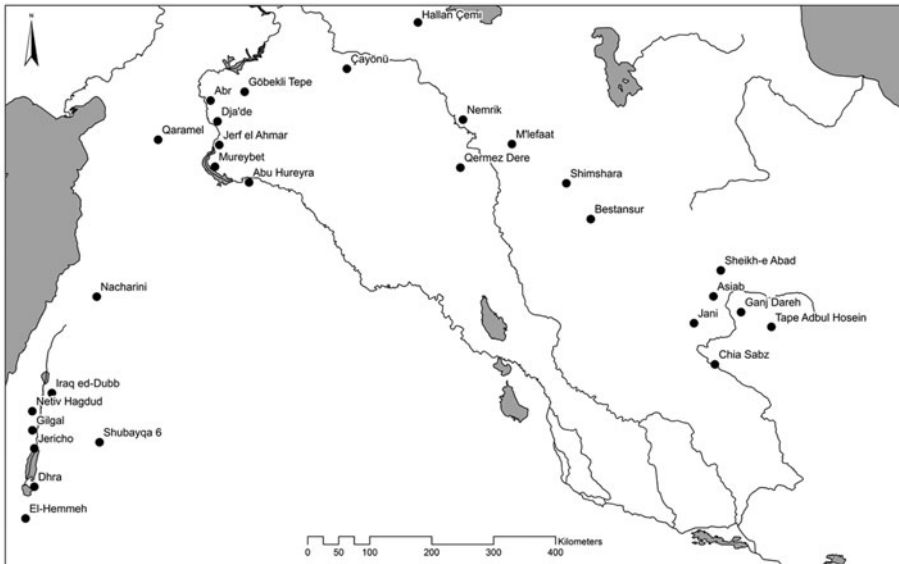 N
Hallan Çemi
Çayönü
Göbekli Tepe
Abr
Dja'de
Nemrik
Qaramel
Jerf el Ahmar
M'lefaat
Mureybet
Qermez Dere
Abu Hureyra
Shimshara
Bestansur
Sheikh-e Abad
Nacharini
Asiab
Ganj Dareh
Jani
Tape Adbul Hosein
Chia Sabz
Iraq ed-Dubb
Netiv Hagdud
Gilgal
Jericho
Shubayqa 6
Dhra
El-Hemmeh
Kilometers
0 25 50 100 200 300 400